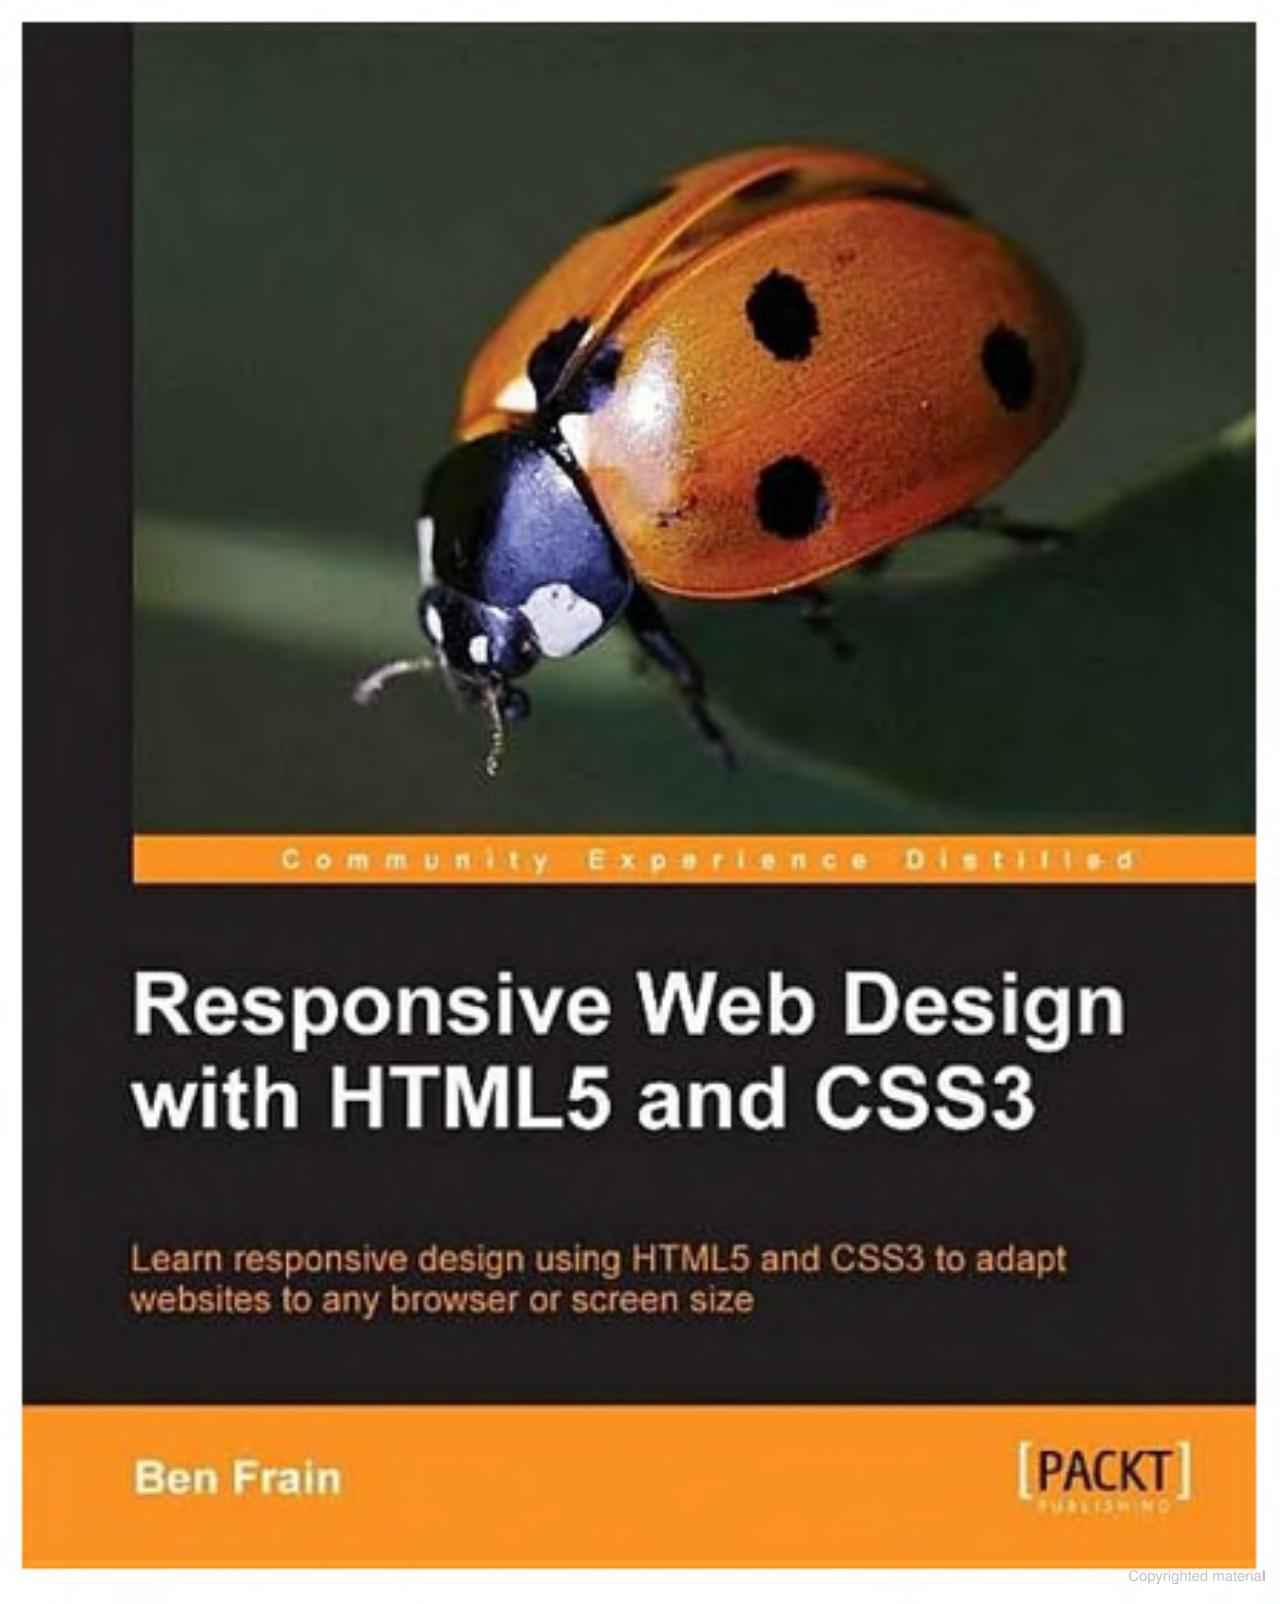 Community Experience Distilled
Responsive Web Design
with HTML5 and CSS3
Learn responsive design using HTML5 and CSS3 to adapt
websites to any browser or screen size
Ben Frain
[PACKT]
PUBLISHING
Copyrighted material